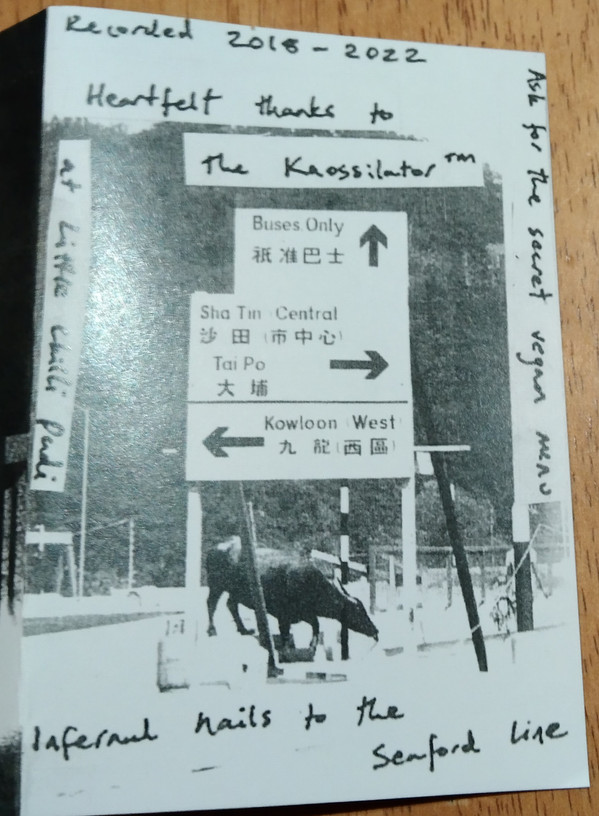 Recorded 2018-2022
Heartfelt thanks to
The Kaossilator™
Ask for the secret vegan menu
at Little Chilli Padi
Buses Only
祇准巴士
Sha Tin Central
沙田(市中心)
Tai Po
大埔
Kowloon (West)
九龍(西區)
Infernal nails to the
Seaford line